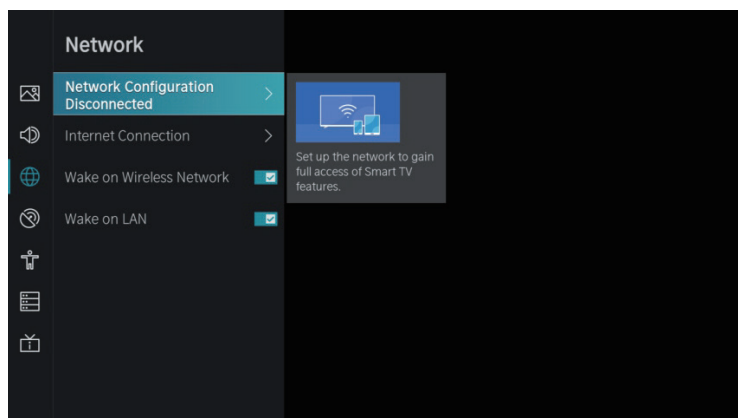 Network
Network Configuration
Disconnected
Internet Connection
Wake on Wireless Network
Wake on LAN
Set up the network to gain
full access of Smart TV
features.